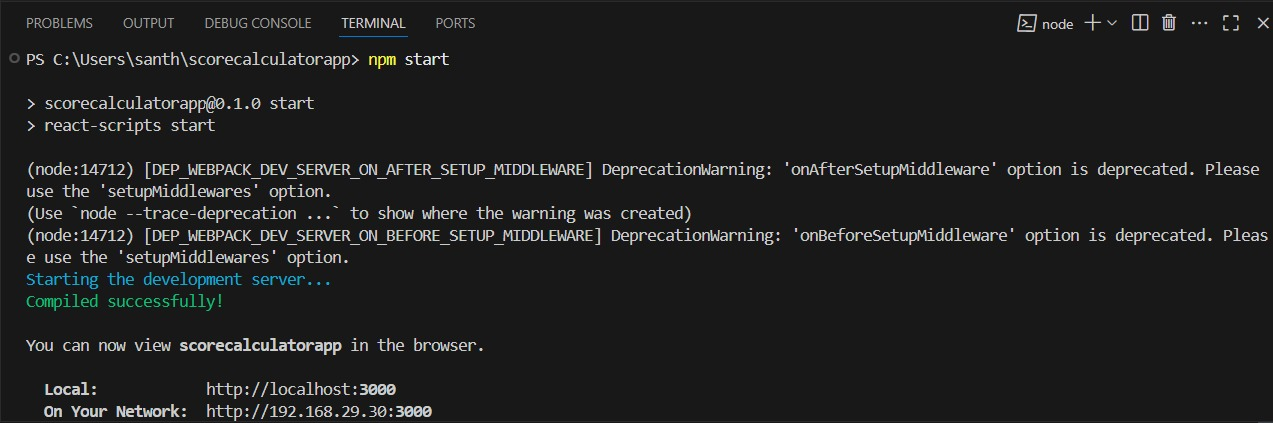 PROBLEMS OUTPUT DEBUG CONSOLE TERMINAL PORTS node
PS C:\Users\santh\scorecalculatorapp> npm start
> scorecalculatorapp@0.1.0 start
> react-scripts start
(node:14712) [DEP_WEBPACK_DEV_SERVER_ON_AFTER_SETUP_MIDDLEWARE] DeprecationWarning: 'onAfterSetupMiddleware' option is deprecated. Please
use the 'setupMiddlewares' option.
(Use `node --trace-deprecation ...` to show where the warning was created)
(node:14712) [DEP_WEBPACK_DEV_SERVER_ON_BEFORE_SETUP_MIDDLEWARE] DeprecationWarning: 'onBeforeSetupMiddleware' option is deprecated. Pleas
e use the 'setupMiddlewares' option.
Starting the development server...
Compiled successfully!
You can now view scorecalculatorapp in the browser.
Local: http://localhost:3000
On Your Network: http://192.168.29.30:3000